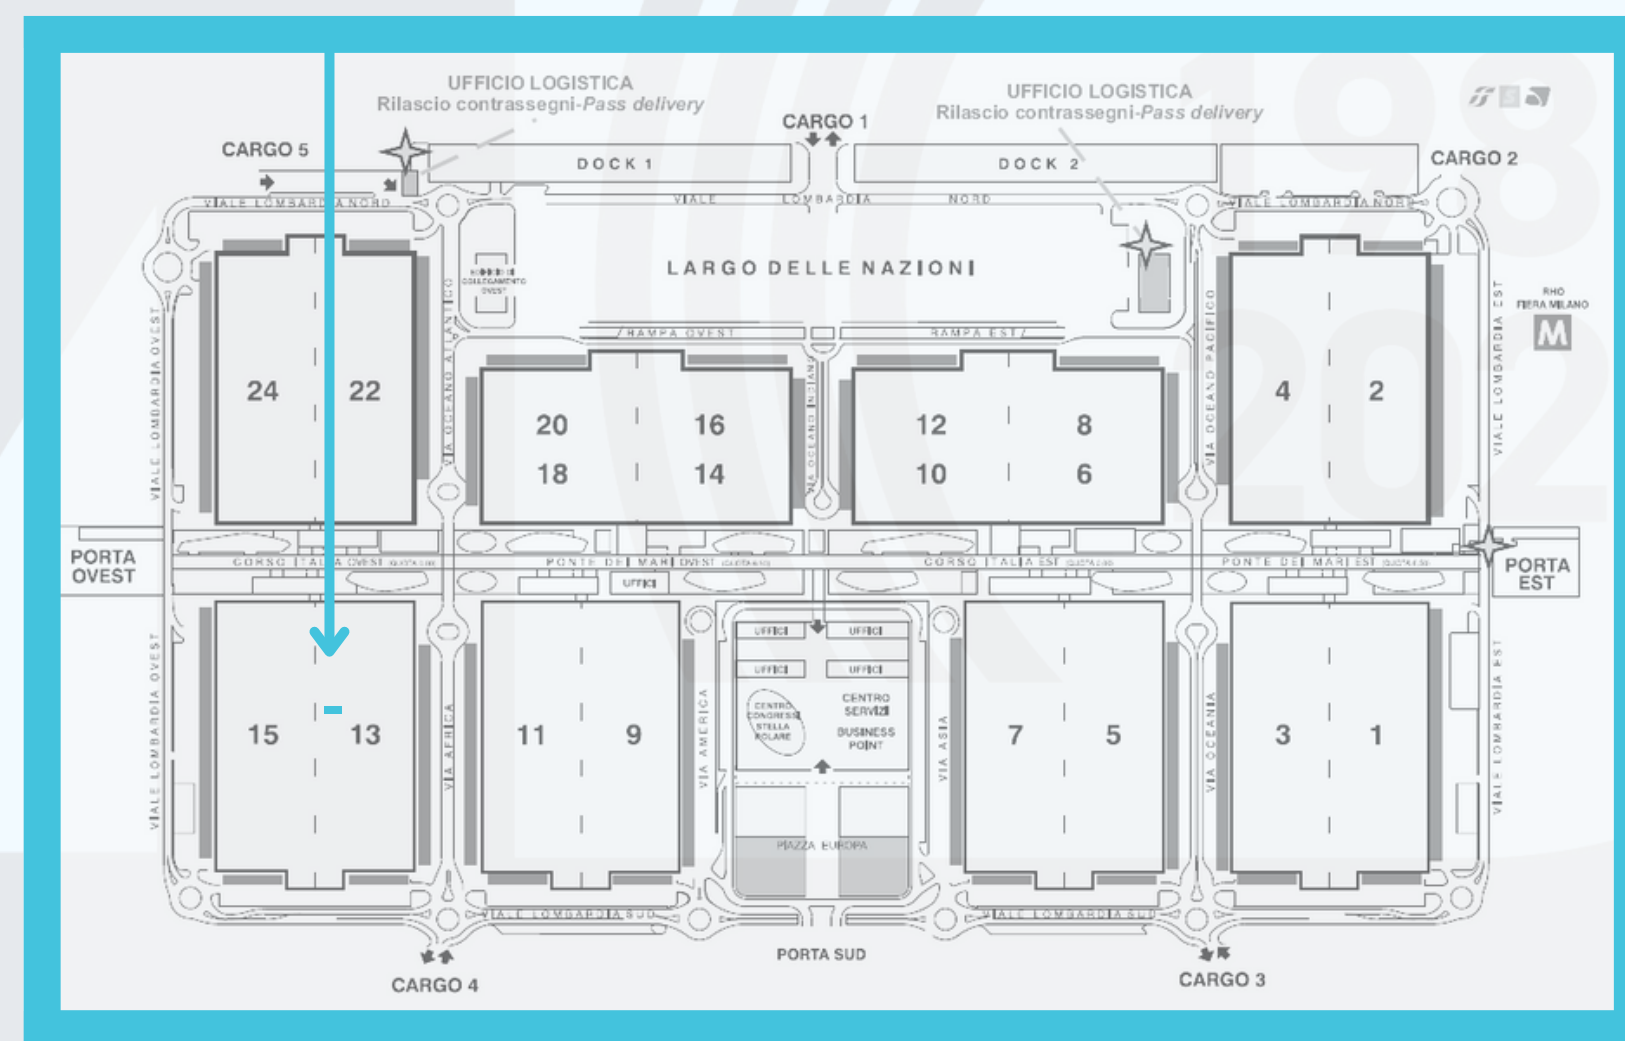 198
202
UFFICIO LOGISTICA
Rilascio contrassegni-Pass delivery
UFFICIO LOGISTICA
Rilascio contrassegni-Pass delivery
CARGO 1
CARGO 5
CARGO 2
DOCK 1
DOCK 2
VIALE LOMBARDIA NORD
VIALE LOMBARDIA NORD
VIALE LOMBARDIA NORD
LARGO DELLE NAZIONI
EDIFICIO DI
COLLEGAMENTO
OVEST
RHO
FIERA MILANO
M
RAMPA OVEST
RAMPA EST
VIALE LOMBARDIA OVEST
VIA OCEANO ATLANTICO
VIA OCEANO INDIANO
VIA OCEANO PACIFICO
VIALE LOMBARDIA EST
24 22
20 16
18 14
12 8
10 6
4 2
PORTA
OVEST
CORSO ITALIA OVEST
PONTE DEI MARI OVEST
CORSO ITALIA EST
PONTE DEI MARI EST
PORTA
EST
UFFICI
UFFICI UFFICI
UFFICI UFFICI
CENTRO
CONGRESSI
STELLA
POLARE
CENTRO
SERVIZI
BUSINESS
POINT
15 13
11 9
7 5
3 1
VIALE LOMBARDIA OVEST
VIA AFRICA
VIA AMERICA
VIA ASIA
VIA OCEANIA
VIALE LOMBARDIA EST
PIAZZA EUROPA
VIALE LOMBARDIA SUD
VIALE LOMBARDIA SUD
PORTA SUD
CARGO 4
CARGO 3